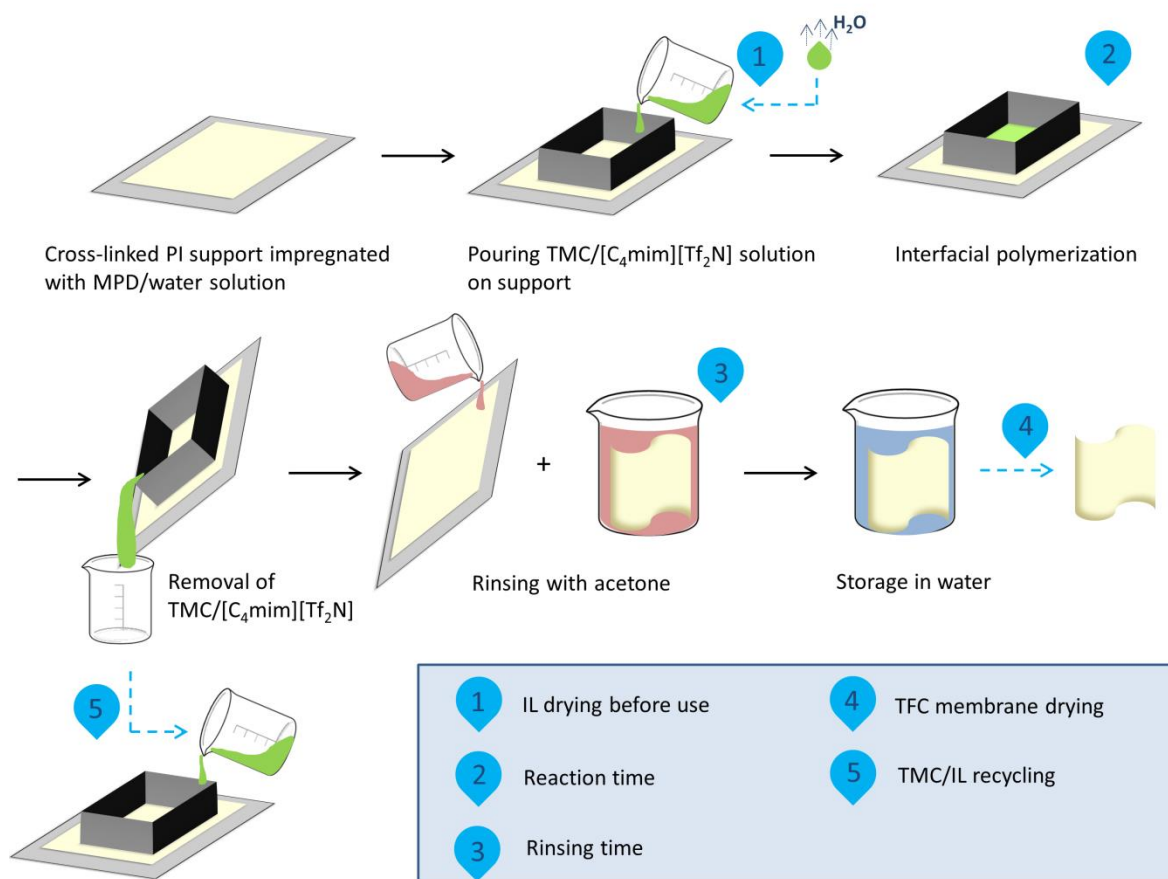 H₂O
1
2
Cross-linked PI support impregnated
with MPD/water solution
Pouring TMC/[C₄mim][Tf₂N] solution
on support
Interfacial polymerization
3
4
+
Removal of
TMC/[C₄mim][Tf₂N]
Rinsing with acetone
Storage in water
5
1 IL drying before use
2 Reaction time
3 Rinsing time
4 TFC membrane drying
5 TMC/IL recycling